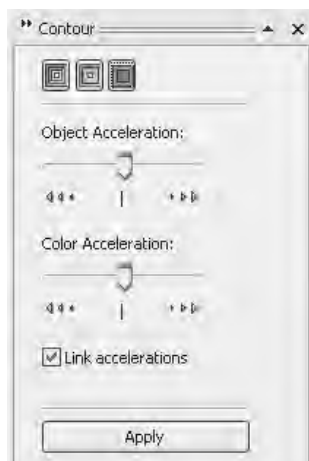 Contour
Object Acceleration:
Color Acceleration:
Link accelerations
Apply